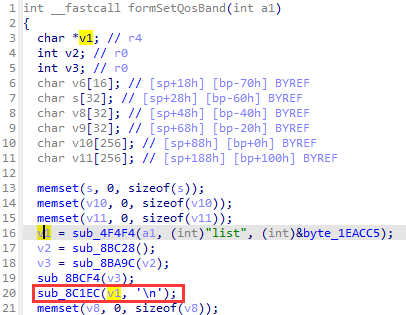 1 int __fastcall formSetQosBand(int a1)
2 {
3 char *v1; // r4
4 int v2; // r0
5 int v3; // r0
6 char v6[16]; // [sp+18h] [bp-70h] BYREF
7 char s[32]; // [sp+28h] [bp-60h] BYREF
8 char v8[32]; // [sp+48h] [bp-40h] BYREF
9 char v9[32]; // [sp+68h] [bp-20h] BYREF
10 char v10[256]; // [sp+88h] [bp+0h] BYREF
11 char v11[256]; // [sp+188h] [bp+100h] BYREF
12
13 memset(s, 0, sizeof(s));
14 memset(v10, 0, sizeof(v10));
15 memset(v11, 0, sizeof(v11));
16 v1 = sub_4F4F4(a1, (int)"list", (int)&byte_1EACC5);
17 v2 = sub_8BC28();
18 v3 = sub_8BA9C(v2);
19 sub_8BCF4(v3);
20 sub_8C1EC(v1, '\n');
21 memset(v8, 0, sizeof(v8));